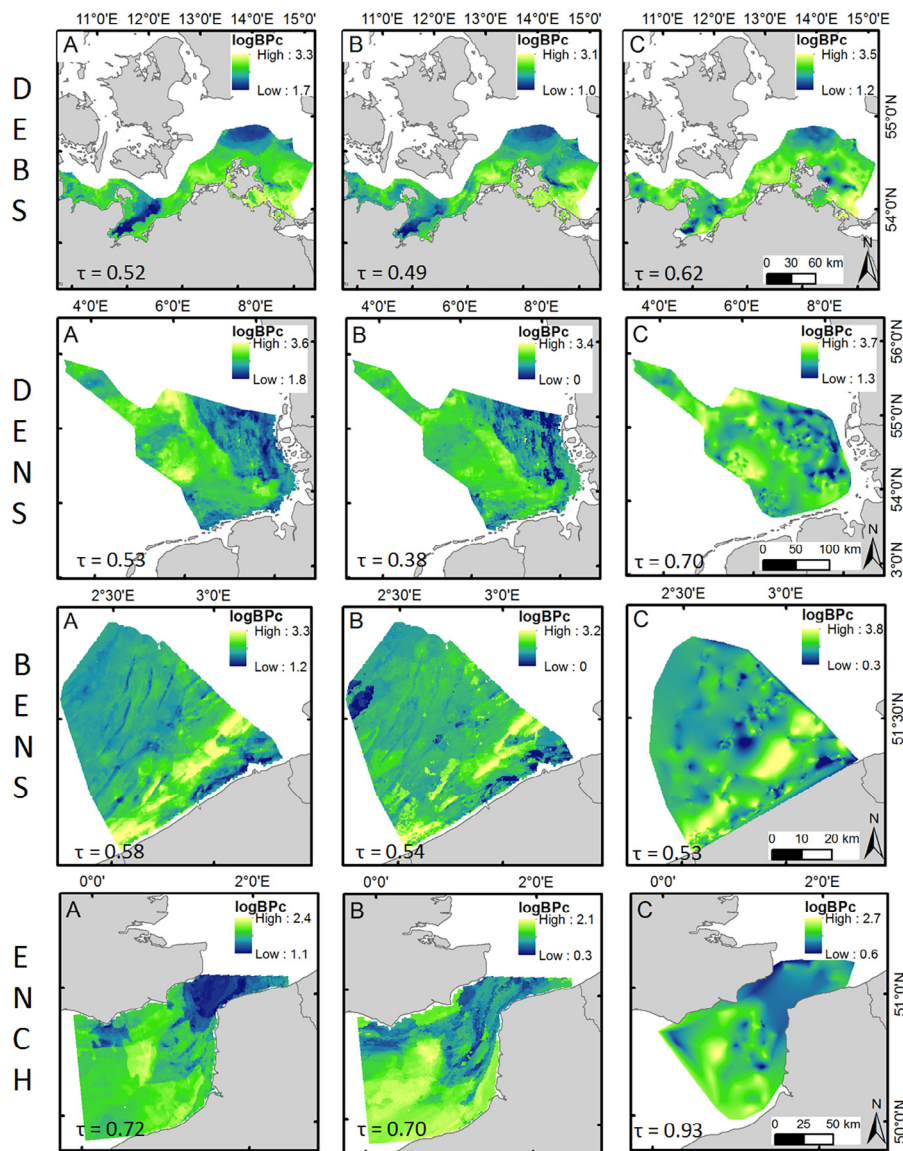 11°0'E 12°0'E 13°0'E 14°0'E 15°0'E 11°0'E 12°0'E 13°0'E 14°0'E 15°0'E 11°0'E 12°0'E 13°0'E 14°0'E 15°0'E
DEBS
A
logBPc
High : 3.3
Low : 1.7
τ = 0.52
B
logBPc
High : 3.1
Low : 1.0
τ = 0.49
C
logBPc
High : 3.5
Low : 1.2
τ = 0.62
0 30 60 km
N
55°0'N
54°0'N
4°0'E 6°0'E 8°0'E 4°0'E 6°0'E 8°0'E 4°0'E 6°0'E 8°0'E
DENS
A
logBPc
High : 3.6
Low : 1.8
τ = 0.53
B
logBPc
High : 3.4
Low : 0
τ = 0.38
C
logBPc
High : 3.7
Low : 1.3
τ = 0.70
0 50 100 km
N
56°0'N
55°0'N
54°0'N
3°0'N
2°30'E 3°0'E 2°30'E 3°0'E 2°30'E 3°0'E
BENS
A
logBPc
High : 3.3
Low : 1.2
τ = 0.58
B
logBPc
High : 3.2
Low : 0
τ = 0.54
C
logBPc
High : 3.8
Low : 0.3
τ = 0.53
0 10 20 km
N
51°30'N
0°0' 2°0'E 0°0' 2°0'E 0°0' 2°0'E
ENCH
A
logBPc
High : 2.4
Low : 1.1
τ = 0.72
B
logBPc
High : 2.1
Low : 0.3
τ = 0.70
C
logBPc
High : 2.7
Low : 0.6
τ = 0.93
0 25 50 km
N
51°0'N
50°0'N